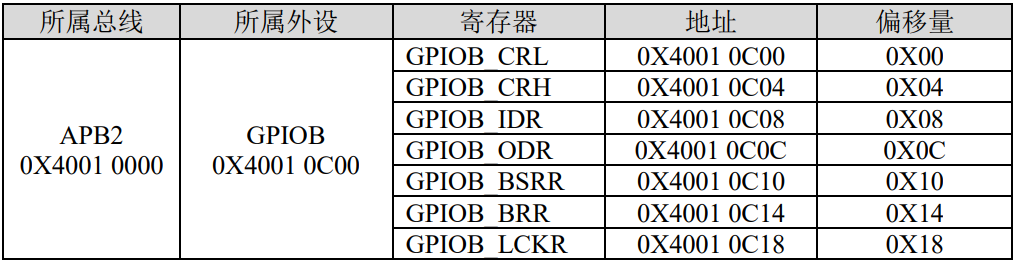 所属总线 所属外设 寄存器 地址 偏移量
APB2
0X4001 0000
GPIOB
0X4001 0C00
GPIOB_CRL 0X4001 0C00 0X00
GPIOB_CRH 0X4001 0C04 0X04
GPIOB_IDR 0X4001 0C08 0X08
GPIOB_ODR 0X4001 0C0C 0X0C
GPIOB_BSRR 0X4001 0C10 0X10
GPIOB_BRR 0X4001 0C14 0X14
GPIOB_LCKR 0X4001 0C18 0X18